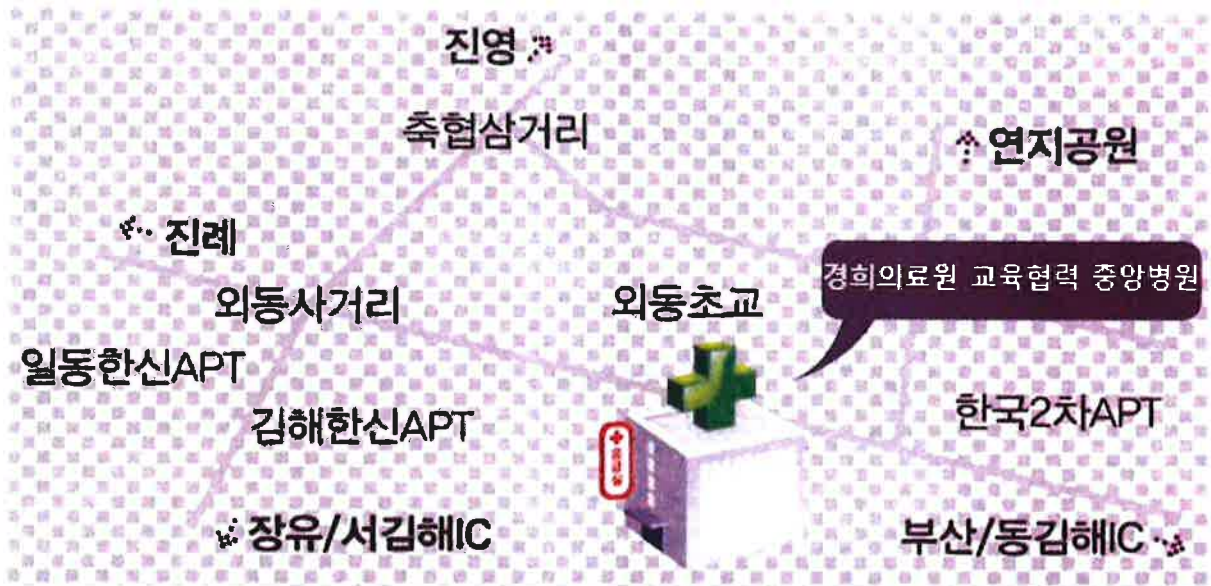 진영
축협삼거리
연지공원
진례
경희의료원 교육협력 중앙병원
외동사거리
외동초교
일동한신APT
한국2차APT
김해한신APT
응급실
장유/서김해IC
부산/동김해IC